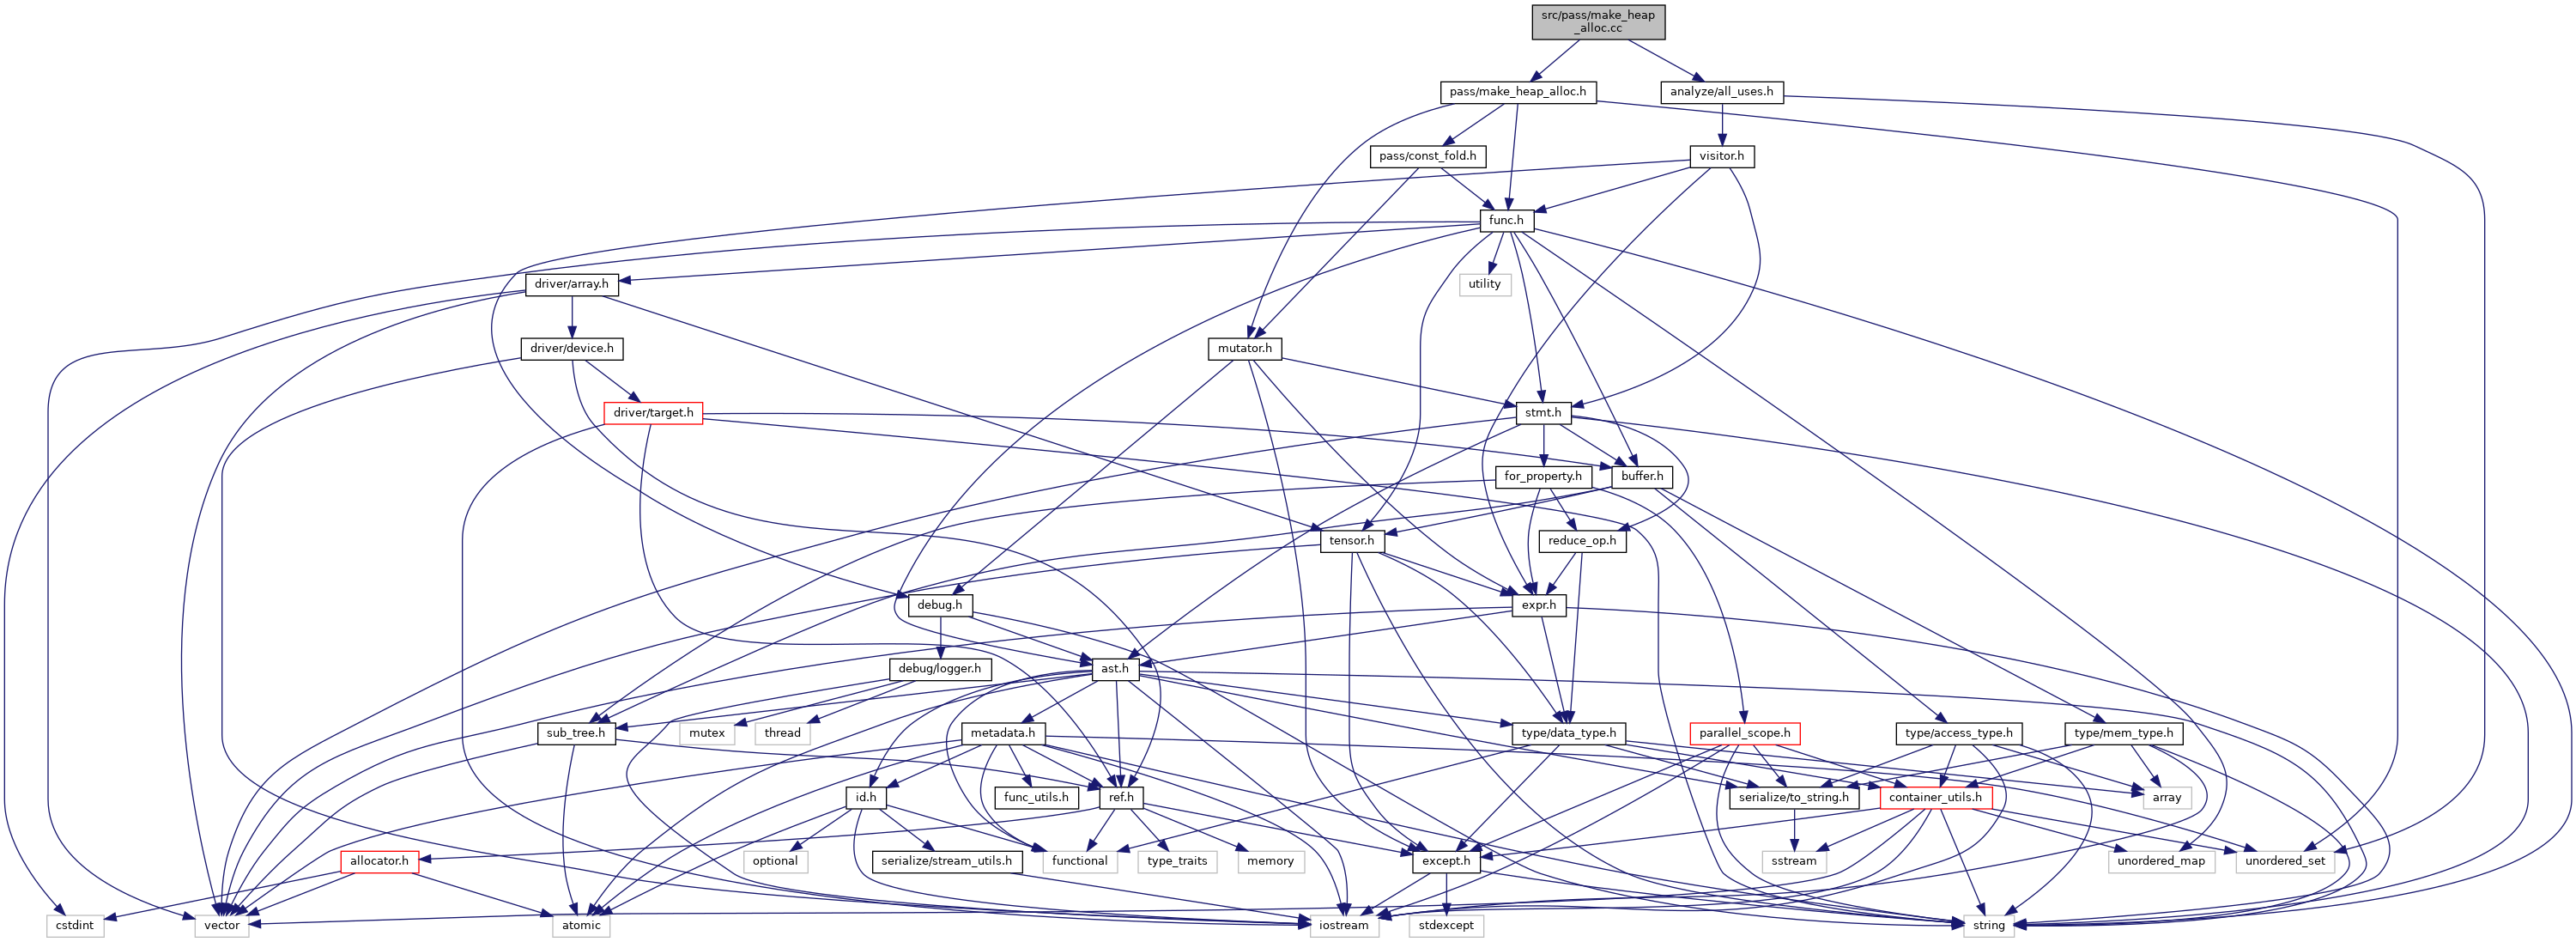 src/pass/make_heap
_alloc.cc
pass/make_heap_alloc.h
analyze/all_uses.h
pass/const_fold.h
visitor.h
func.h
driver/array.h
utility
driver/device.h
mutator.h
driver/target.h
stmt.h
for_property.h
buffer.h
tensor.h
reduce_op.h
debug.h
expr.h
debug/logger.h
ast.h
sub_tree.h
mutex
thread
metadata.h
type/data_type.h
parallel_scope.h
type/access_type.h
type/mem_type.h
id.h
func_utils.h
ref.h
serialize/to_string.h
container_utils.h
array
allocator.h
optional
serialize/stream_utils.h
functional
type_traits
memory
except.h
sstream
unordered_map
unordered_set
cstdint
vector
atomic
iostream
stdexcept
string